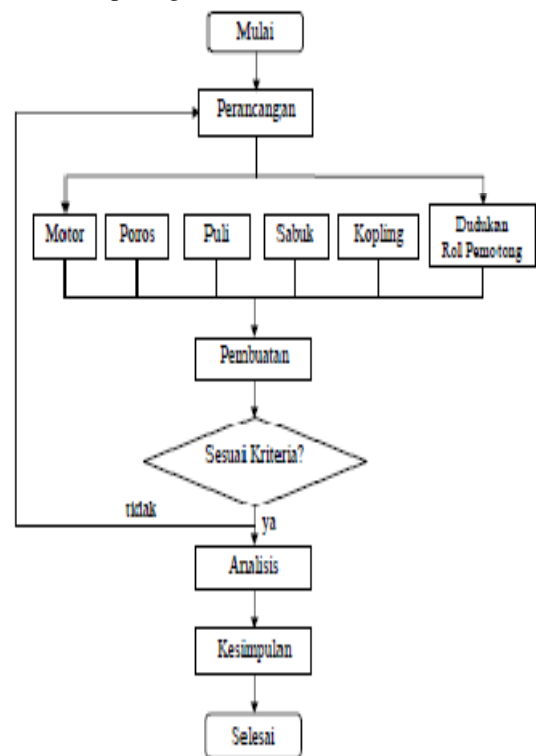 Mulai
Perancangan
Motor
Poros
Puli
Sabuk
Kopling
Dudukan
Rol Pemotong
Pembuatan
Sesuai Kriteria?
tidak
ya
Analisis
Kesimpulan
Selesai